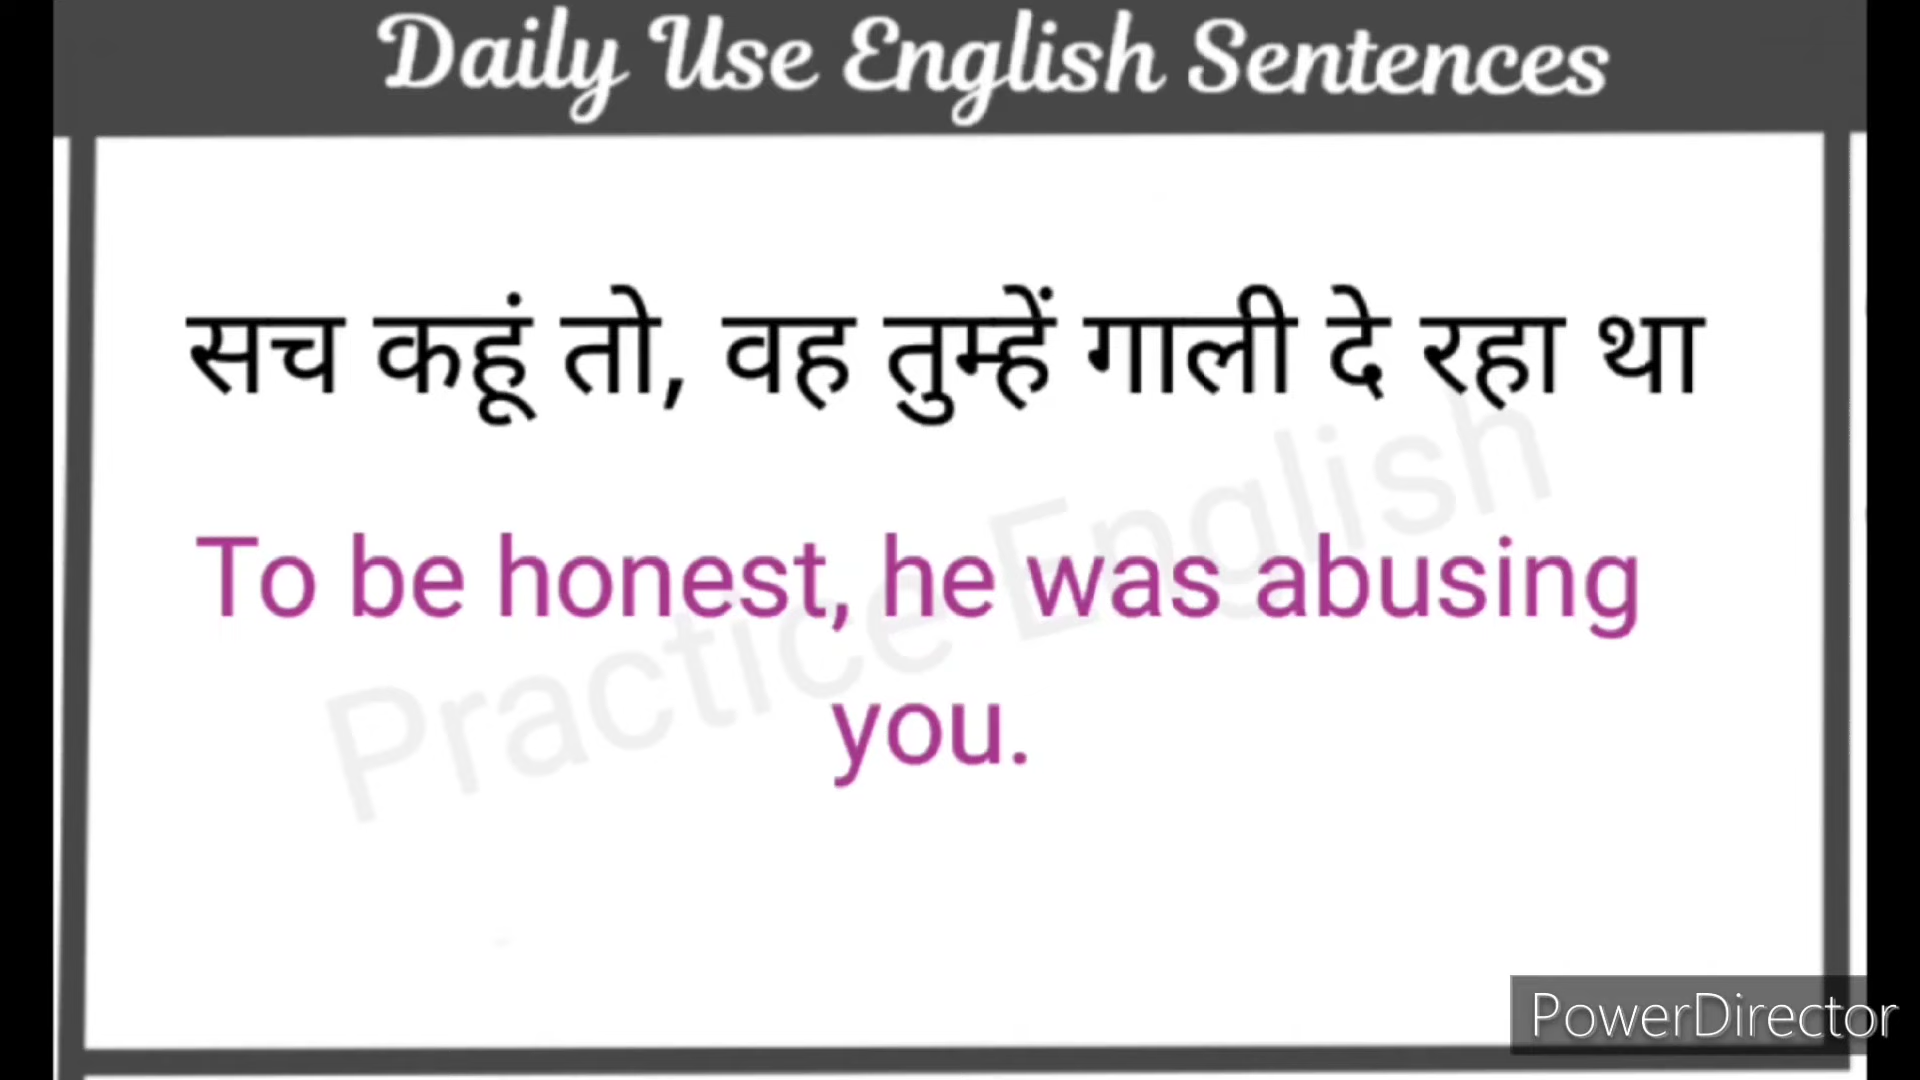 Daily Use English Sentences
सच कहूं तो, वह तुम्हें गाली दे रहा था
To be honest, he was abusing
you.
Practice English
PowerDirector